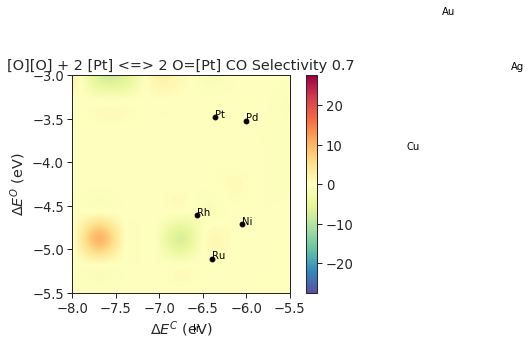 Au
Ag
[O][O] + 2 [Pt] <=> 2 O=[Pt] CO Selectivity 0.7
Cu
−3.0
−3.5
−4.0
−4.5
−5.0
−5.5
ΔE^O (eV)
Pt
Pd
Rh
Ni
Ru
20
10
0
−10
−20
−8.0 −7.5 −7.0 −6.5 −6.0 −5.5
ΔE^C (eV)
Ir